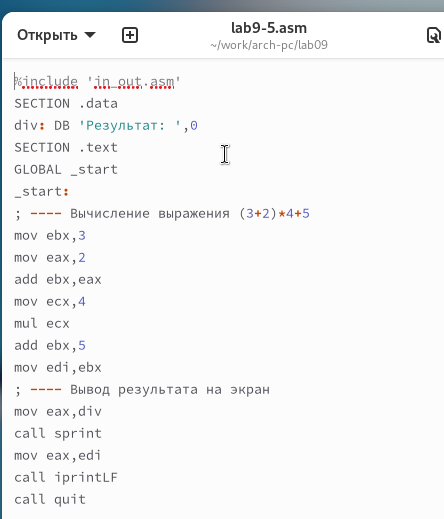 Открыть
lab9-5.asm
~/work/arch-pc/lab09
%include 'in_out.asm'
SECTION .data
div: DB 'Результат: ',0
SECTION .text
GLOBAL _start
_start:
; ---- Вычисление выражения (3+2)*4+5
mov ebx,3
mov eax,2
add ebx,eax
mov ecx,4
mul ecx
add ebx,5
mov edi,ebx
; ---- Вывод результата на экран
mov eax,div
call sprint
mov eax,edi
call iprintLF
call quit